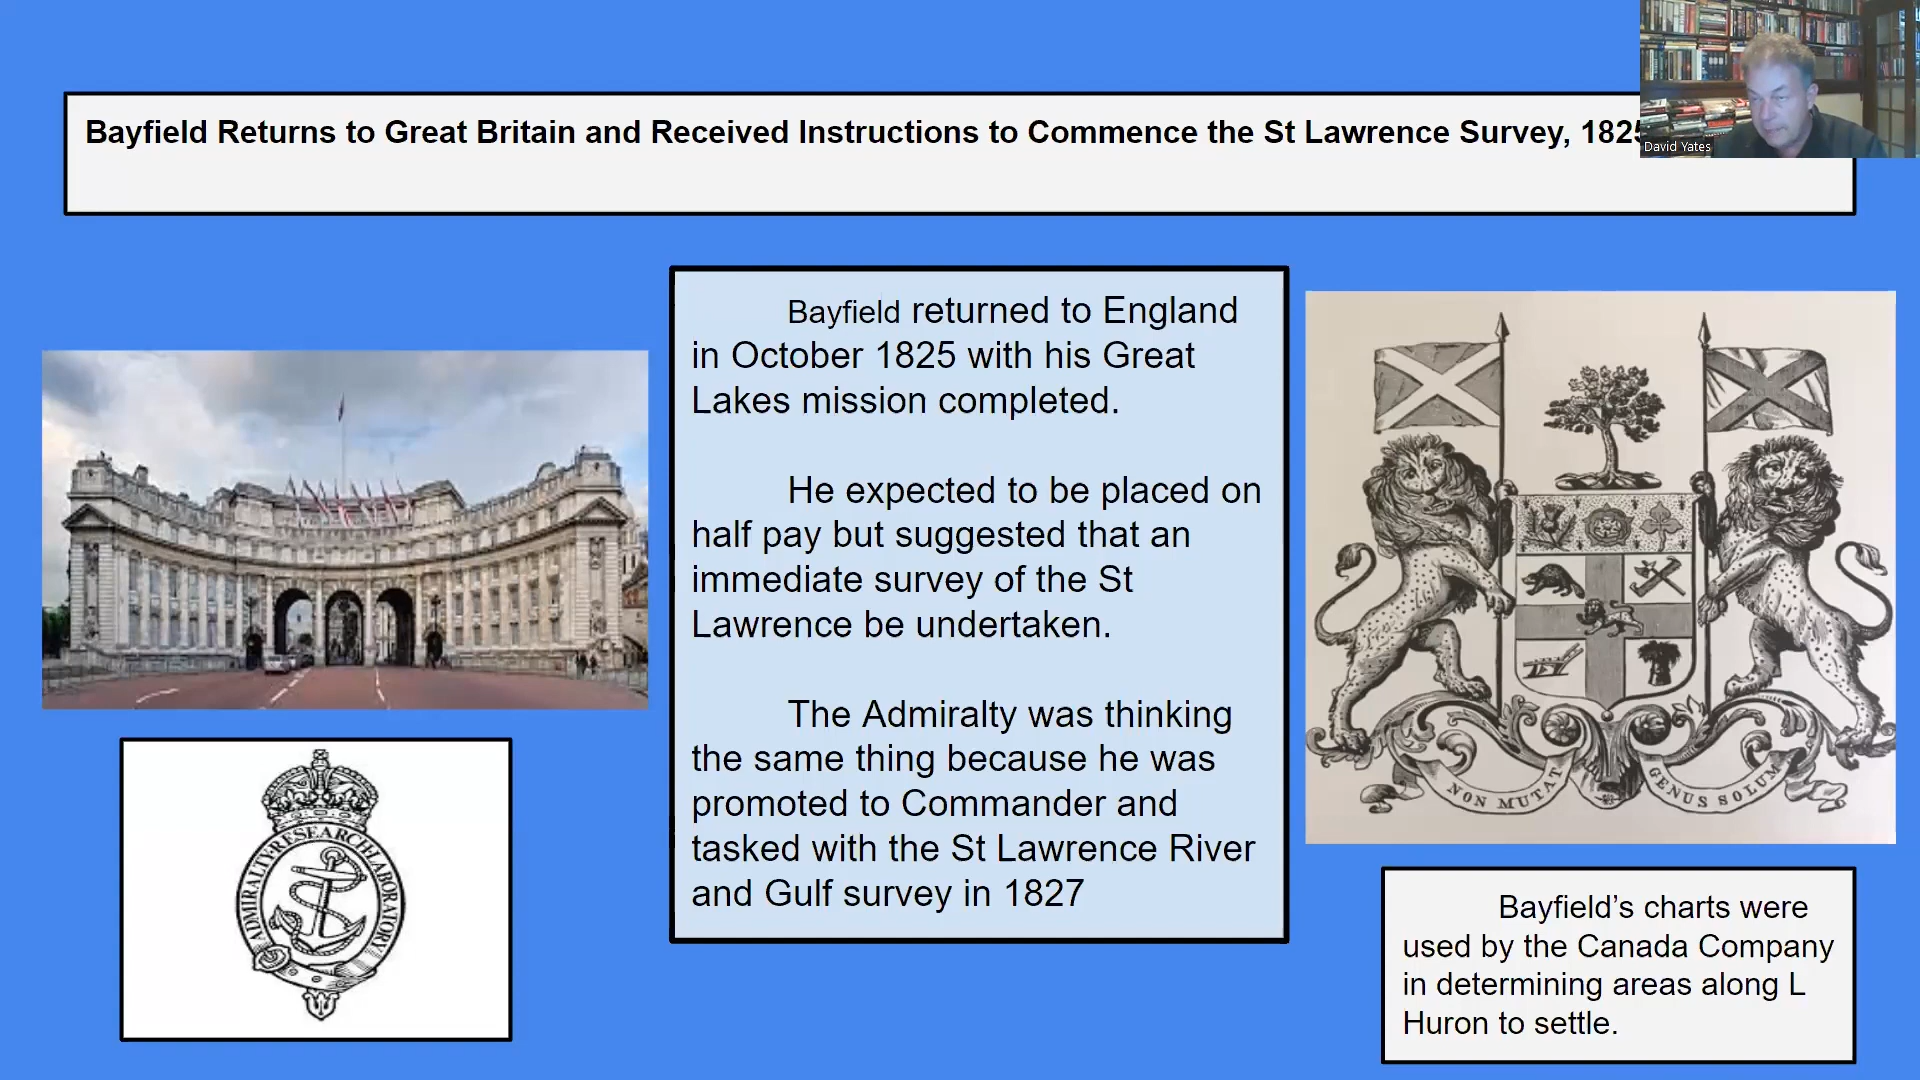 Bayfield Returns to Great Britain and Received Instructions to Commence the St Lawrence Survey, 1825
David Yates
Bayfield returned to England
in October 1825 with his Great
Lakes mission completed.
He expected to be placed on
half pay but suggested that an
immediate survey of the St
Lawrence be undertaken.
The Admiralty was thinking
the same thing because he was
promoted to Commander and
tasked with the St Lawrence River
and Gulf survey in 1827
NON MUTAT
GENUS SOLUM
ADMIRALTY·RESEARCH·LABORATORY
Bayfield’s charts were
used by the Canada Company
in determining areas along L
Huron to settle.